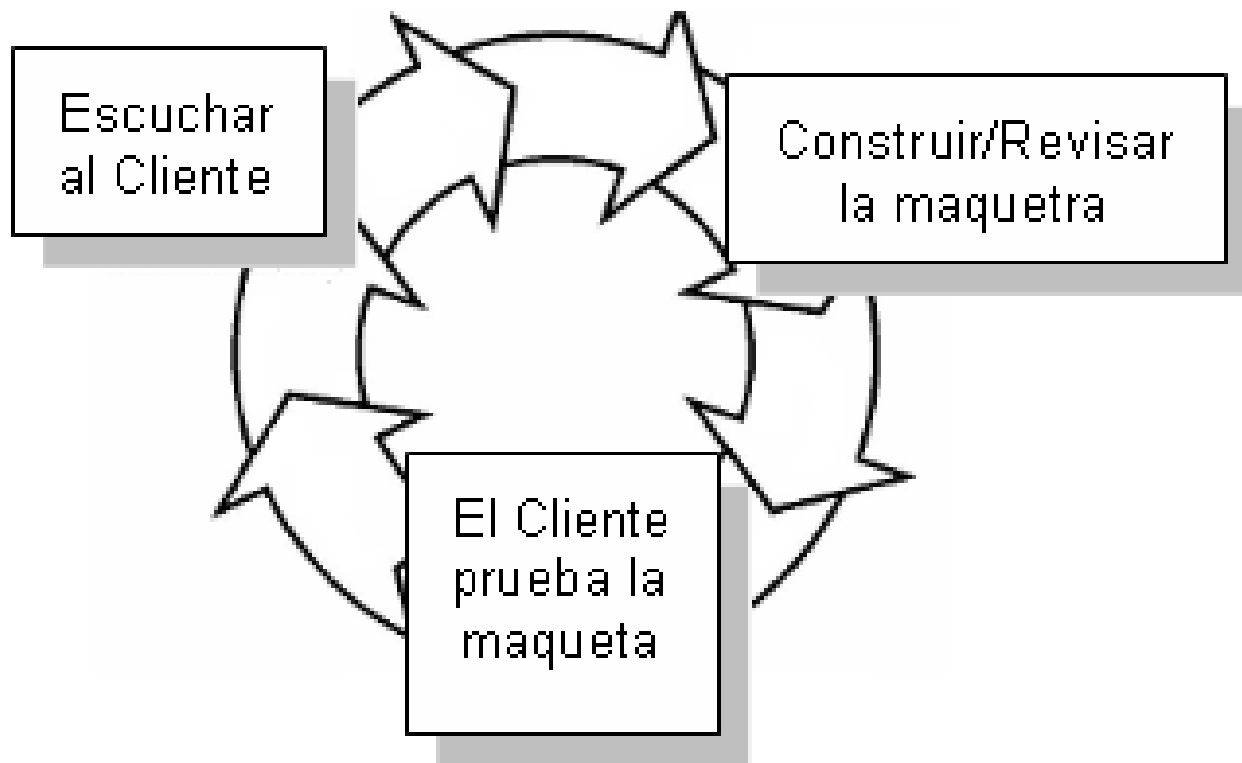 Escuchar
al Cliente
Construir/Revisar
la maquetra
El Cliente
prueba la
maqueta